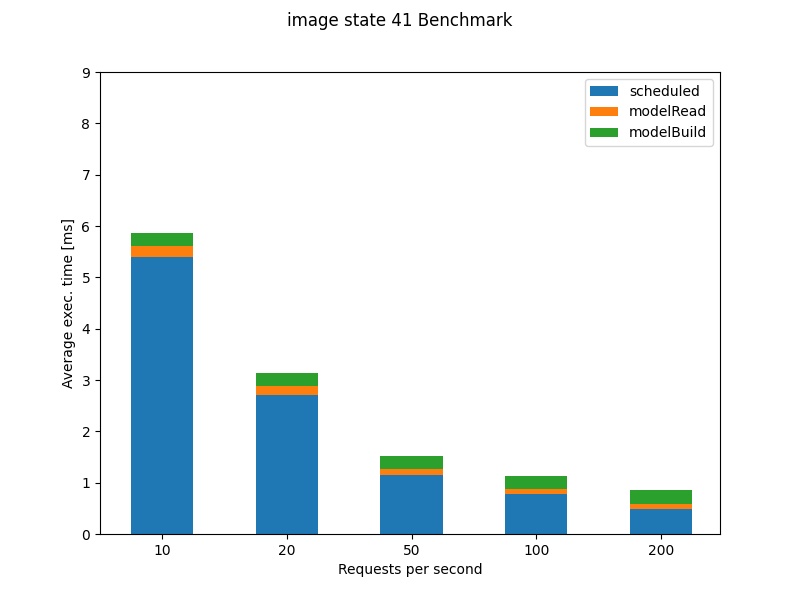 image state 41 Benchmark
9
8
7
6
5
4
3
2
1
0
Average exec. time [ms]
scheduled
modelRead
modelBuild
10 20 50 100 200
Requests per second